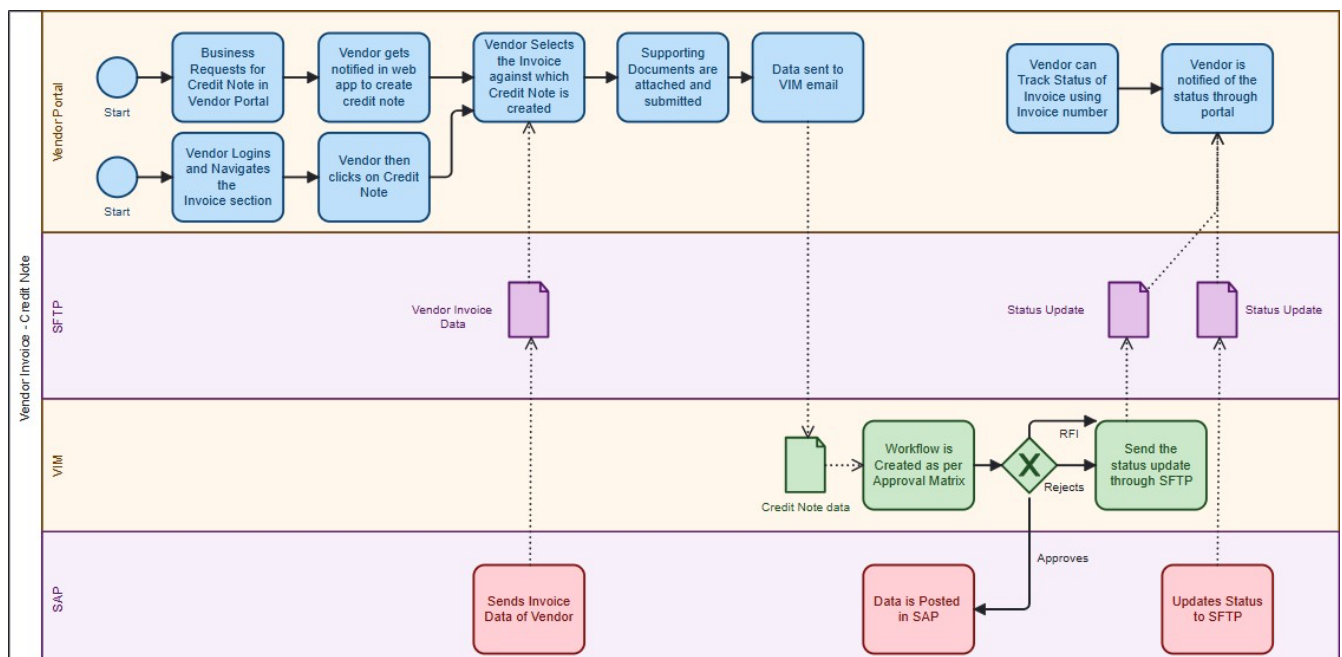 Vendor Invoice - Credit Note
Vendor Portal
Start
Business
Requests for
Credit Note in
Vendor Portal
Vendor gets
notified in web
app to create
credit note
Vendor Selects
the Invoice
against which
Credit Note is
created
Supporting
Documents are
attached and
submitted
Data sent to
VIM email
Vendor can
Track Status of
Invoice using
Invoice number
Vendor is
notified of the
status through
portal
Start
Vendor Logins
and Navigates
the
Invoice section
Vendor then
clicks on Credit
Note
SFTP
Vendor Invoice
Data
Status Update
Status Update
VIM
Credit Note data
Workflow is
Created as per
Approval Matrix
RFI
Rejects
Send the
status update
through SFTP
Approves
SAP
Sends Invoice
Data of Vendor
Data is Posted
in SAP
Updates Status
to SFTP